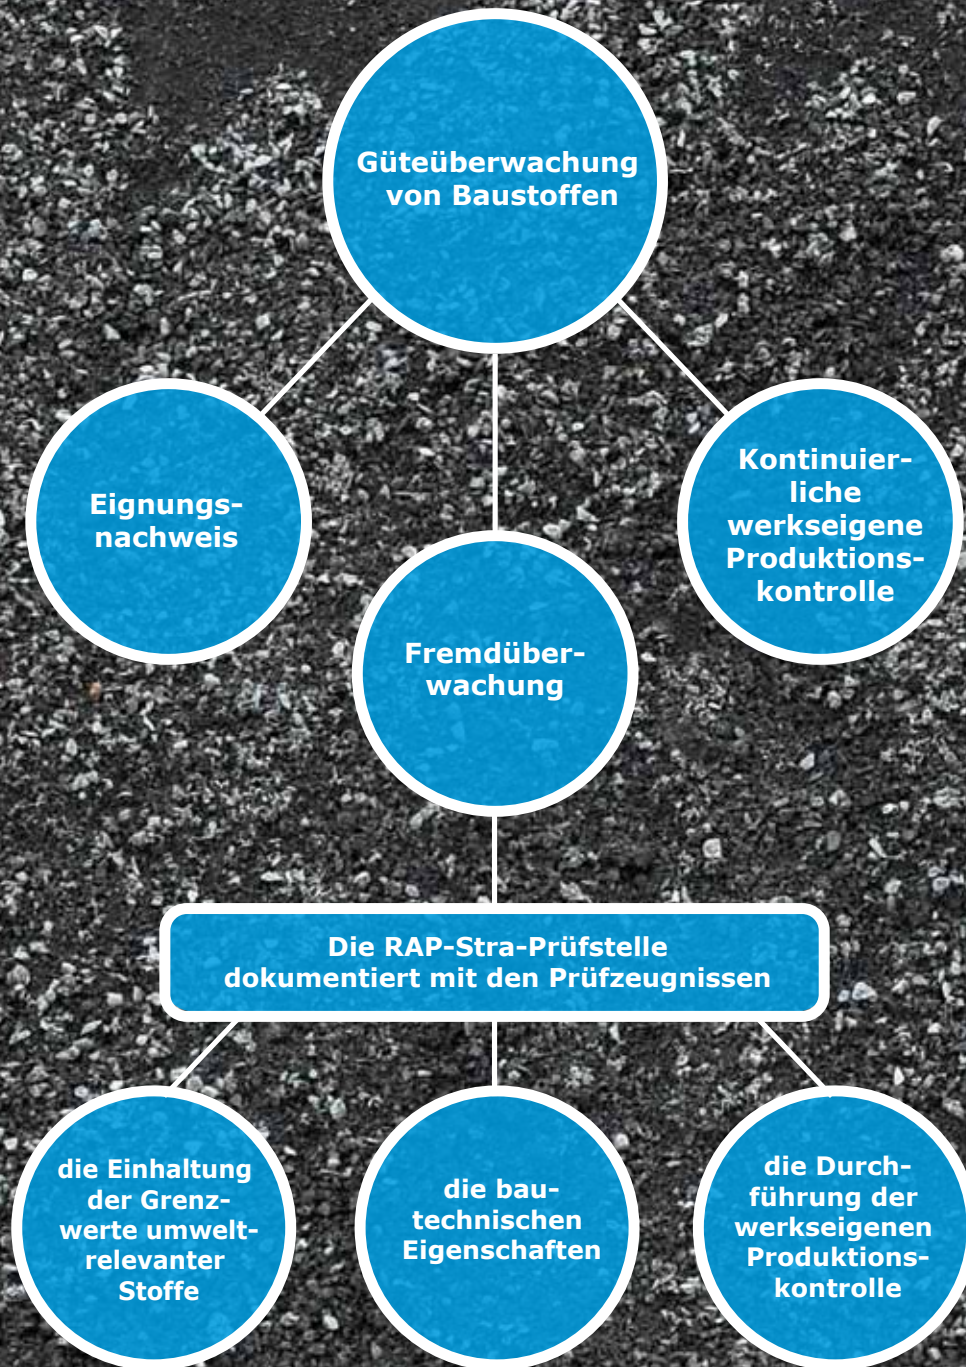 Güteüberwachung
von Baustoffen
Eignungs-
nachweis
Kontinuier-
liche
werkseigene
Produktions-
kontrolle
Fremdüber-
wachung
Die RAP-Stra-Prüfstelle
dokumentiert mit den Prüfzeugnissen
die Einhaltung
der Grenz-
werte umwelt-
relevanter
Stoffe
die bau-
technischen
Eigenschaften
die Durch-
führung der
werkseigenen
Produktions-
kontrolle